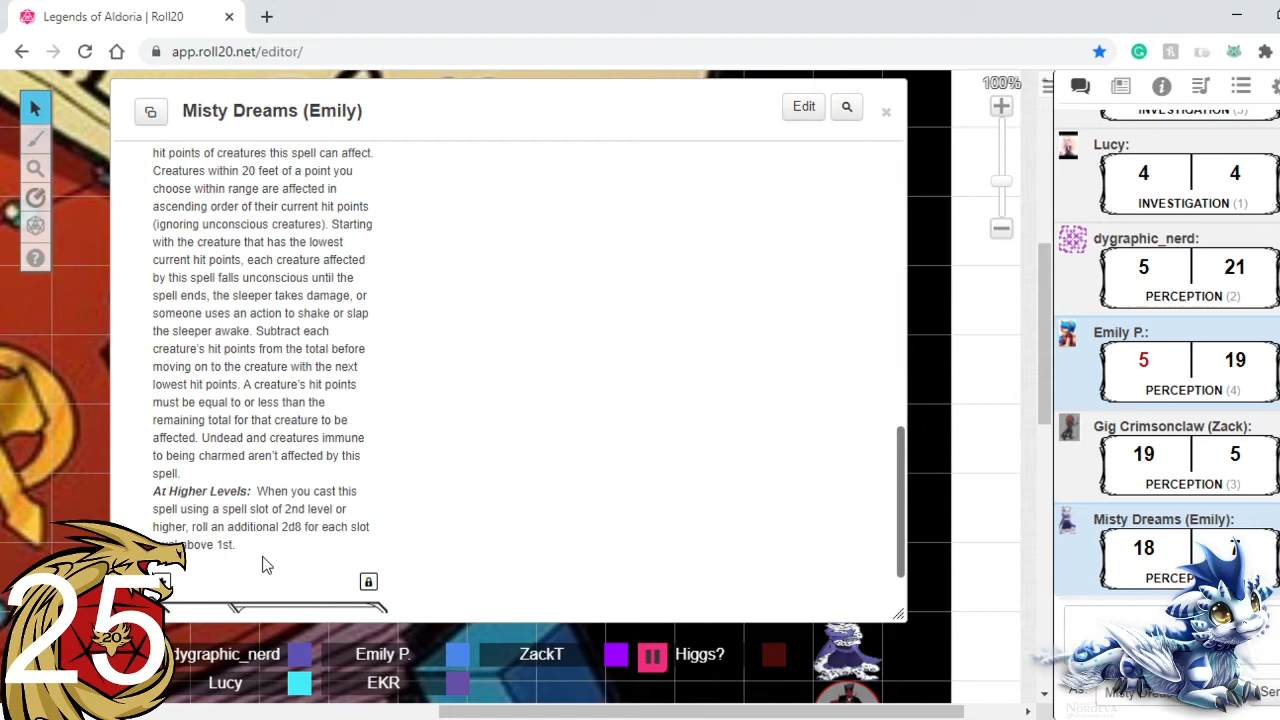 Legends of Aldoria | Roll20
app.roll20.net/editor/
Misty Dreams (Emily)
Edit
100%
hit points of creatures this spell can affect.
Creatures within 20 feet of a point you
choose within range are affected in
ascending order of their current hit points
(ignoring unconscious creatures). Starting
with the creature that has the lowest
current hit points, each creature affected
by this spell falls unconscious until the
spell ends, the sleeper takes damage, or
someone uses an action to shake or slap
the sleeper awake. Subtract each
creature's hit points from the total before
moving on to the creature with the next
lowest hit points. A creature's hit points
must be equal to or less than the
remaining total for that creature to be
affected. Undead and creatures immune
to being charmed aren't affected by this
spell.
At Higher Levels: When you cast this
spell using a spell slot of 2nd level or
higher, roll an additional 2d8 for each slot
above 1st.
INVESTIGATION (3)
Lucy:
4 4
INVESTIGATION (1)
dygraphic_nerd:
5 21
PERCEPTION (2)
Emily P.:
5 19
PERCEPTION (4)
Gig Crimsonclaw (Zack):
19 5
PERCEPTION (3)
Misty Dreams (Emily):
18
As:
25
20
dygraphic_nerd Emily P. ZackT Higgs?
Lucy EKR
NORDEVA